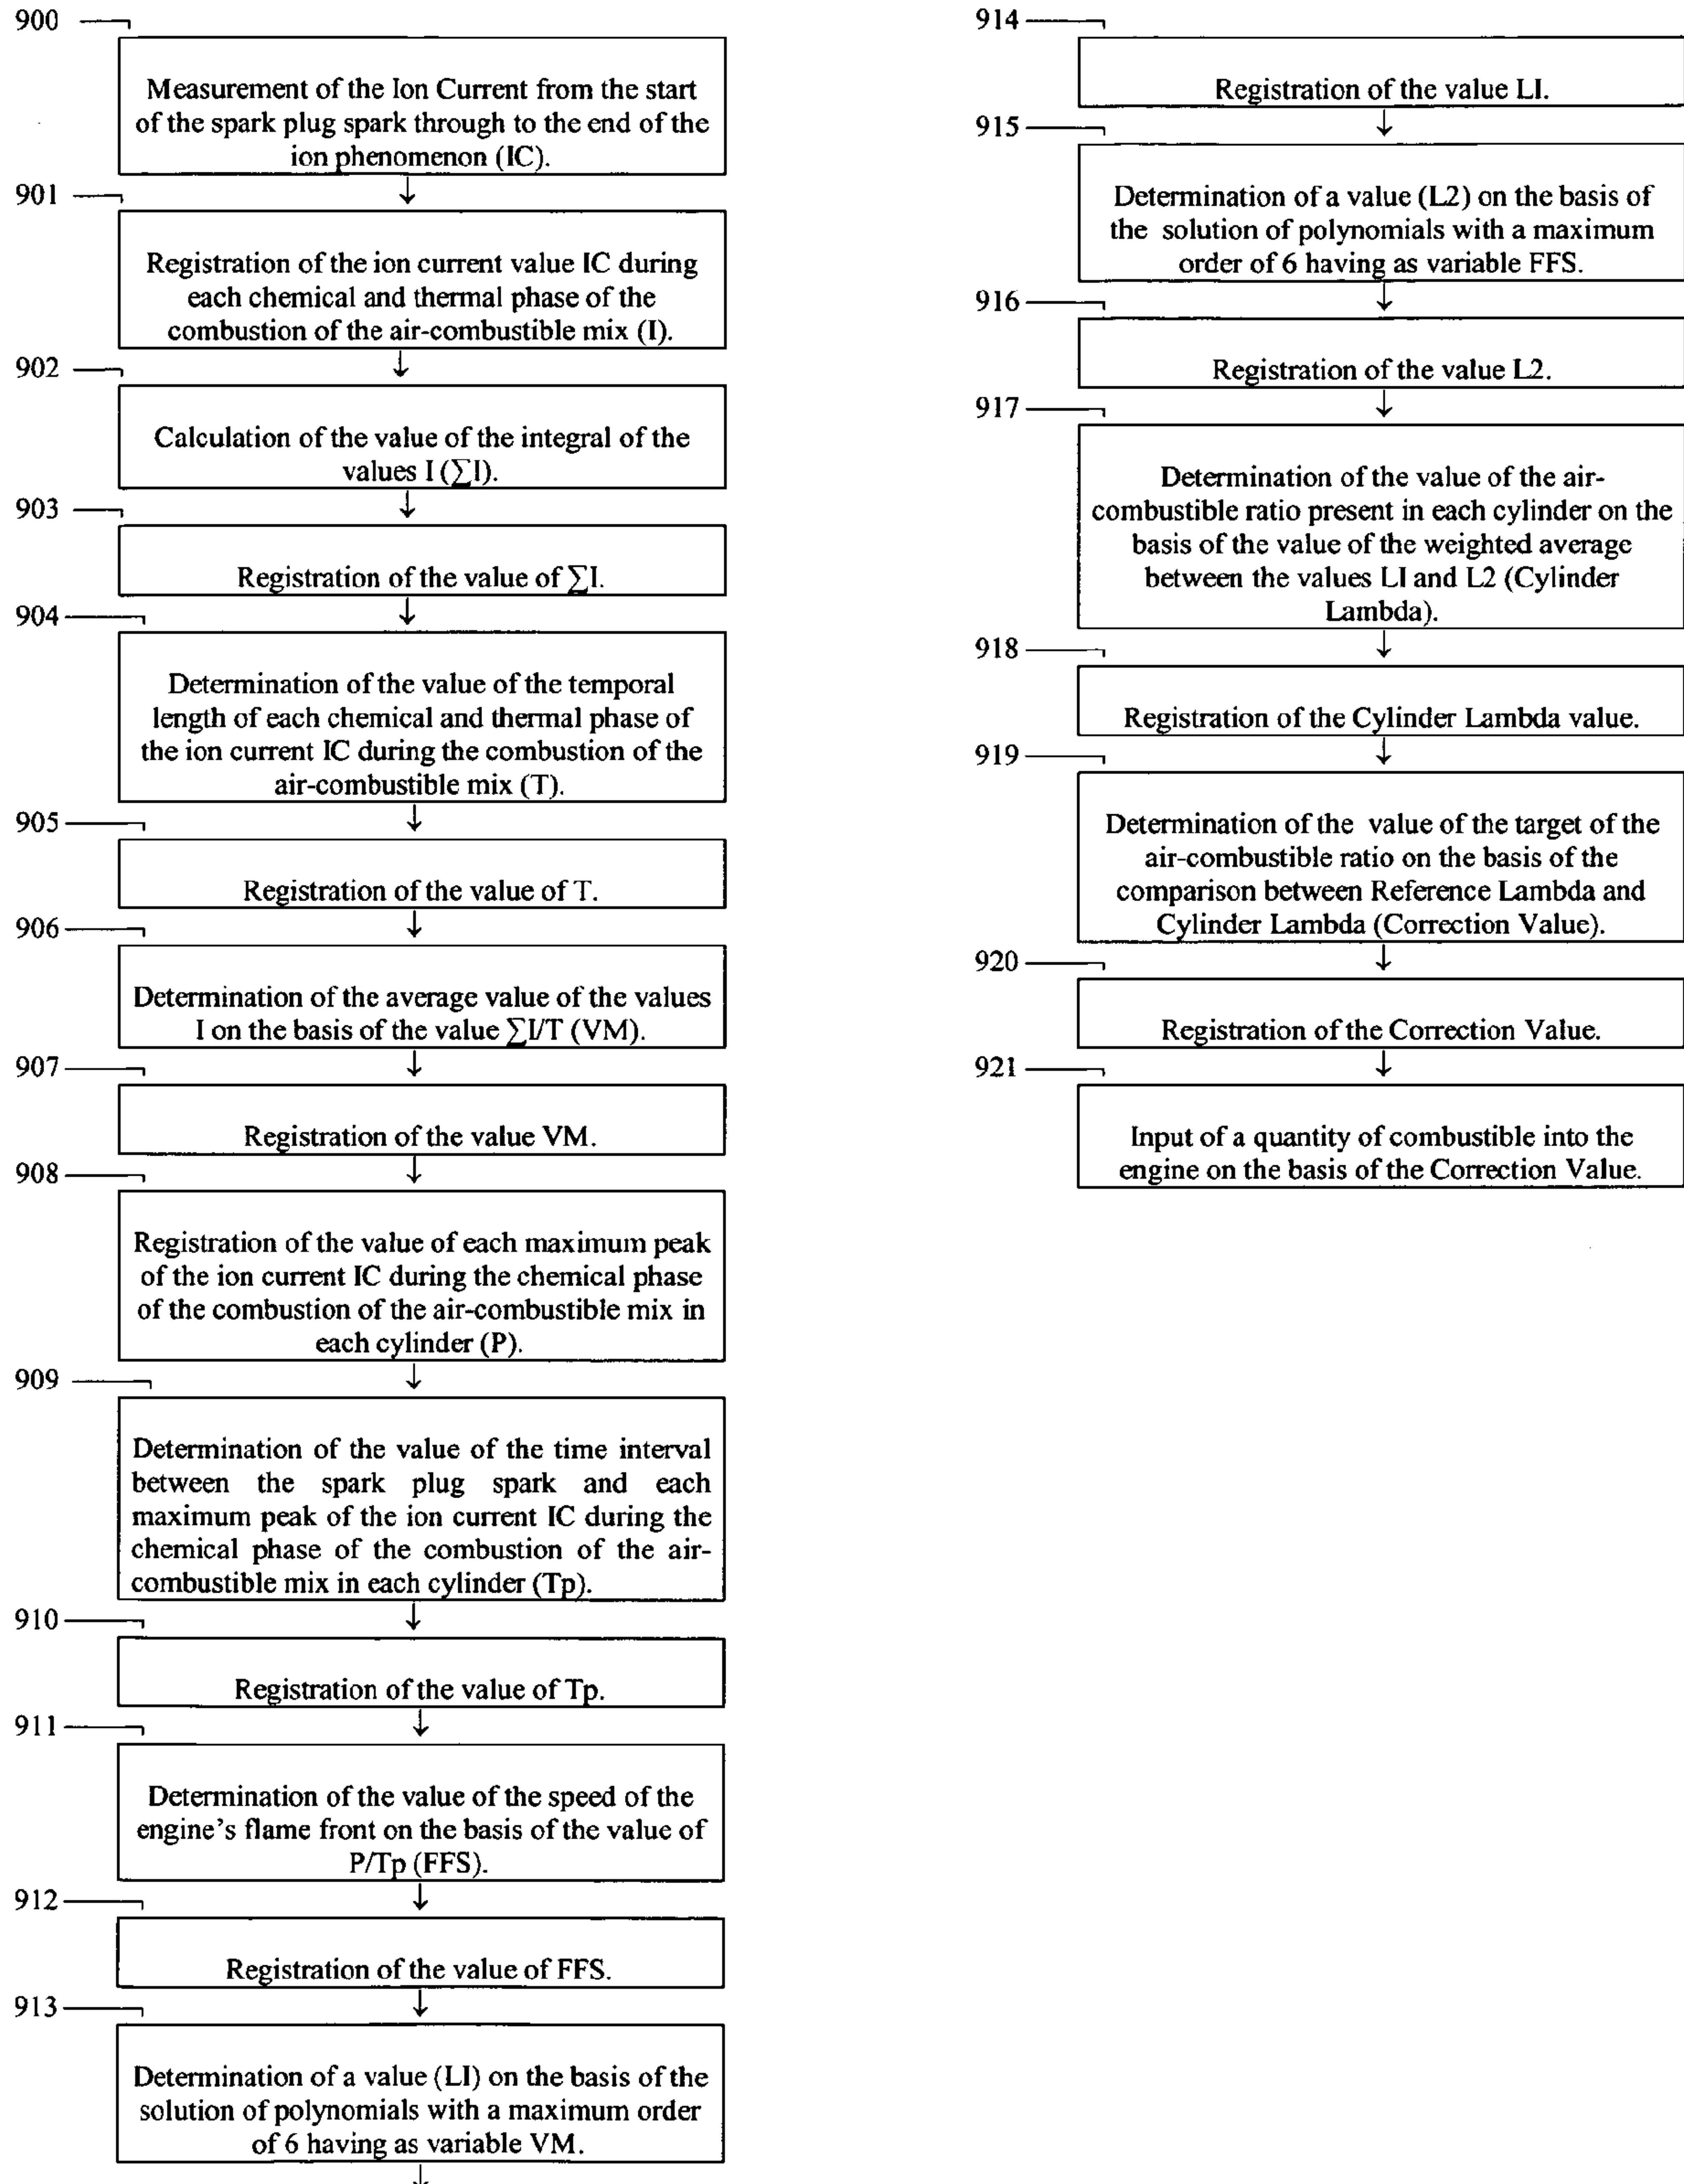 900
Measurement of the Ion Current from the start
of the spark plug spark through to the end of the
ion phenomenon (IC).
901
Registration of the ion current value IC during
each chemical and thermal phase of the
combustion of the air-combustible mix (I).
902
Calculation of the value of the integral of the
values I (∑I).
903
Registration of the value of ∑I.
904
Determination of the value of the temporal
length of each chemical and thermal phase of
the ion current IC during the combustion of the
air-combustible mix (T).
905
Registration of the value of T.
906
Determination of the average value of the values
I on the basis of the value ∑I/T (VM).
907
Registration of the value VM.
908
Registration of the value of each maximum peak
of the ion current IC during the chemical phase
of the combustion of the air-combustible mix in
each cylinder (P).
909
Determination of the value of the time interval
between the spark plug spark and each
maximum peak of the ion current IC during the
chemical phase of the combustion of the air-
combustible mix in each cylinder (Tp).
910
Registration of the value of Tp.
911
Determination of the value of the speed of the
engine's flame front on the basis of the value of
P/Tp (FFS).
912
Registration of the value of FFS.
913
Determination of a value (LI) on the basis of the
solution of polynomials with a maximum order
of 6 having as variable VM.
914
Registration of the value LI.
915
Determination of a value (L2) on the basis of
the solution of polynomials with a maximum
order of 6 having as variable FFS.
916
Registration of the value L2.
917
Determination of the value of the air-
combustible ratio present in each cylinder on the
basis of the value of the weighted average
between the values LI and L2 (Cylinder
Lambda).
918
Registration of the Cylinder Lambda value.
919
Determination of the value of the target of the
air-combustible ratio on the basis of the
comparison between Reference Lambda and
Cylinder Lambda (Correction Value).
920
Registration of the Correction Value.
921
Input of a quantity of combustible into the
engine on the basis of the Correction Value.